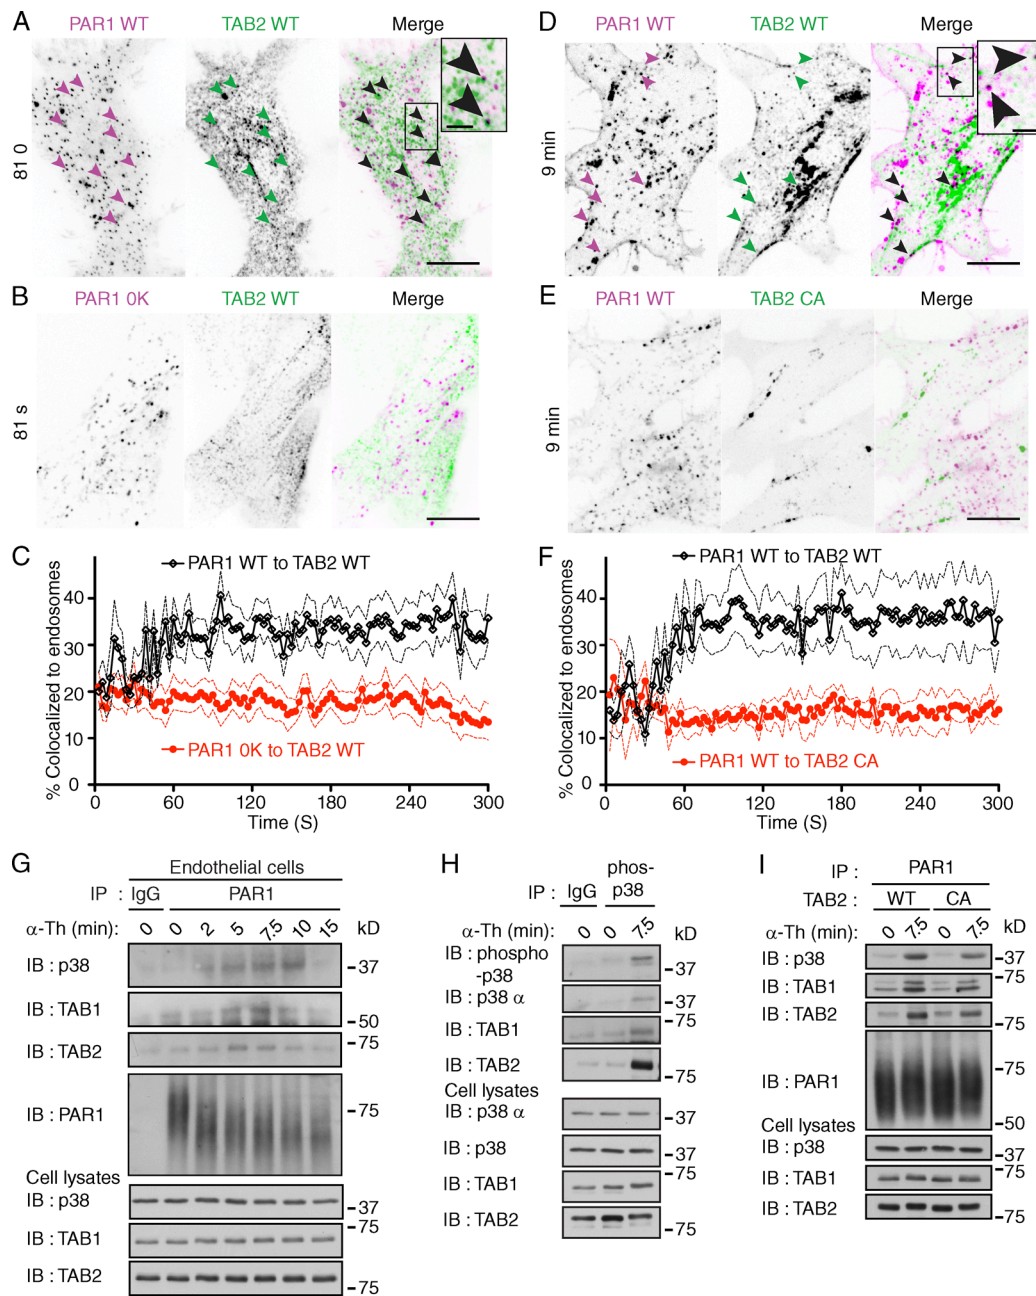 A PAR1 WT TAB2 WT Merge
81 0
B PAR1 0K TAB2 WT Merge
81 s
C
% Colocalized to endosomes
PAR1 WT to TAB2 WT
40
30
20
10
0
PAR1 0K to TAB2 WT
0 60 120 180 240 300
Time (S)
D PAR1 WT TAB2 WT Merge
9 min
E PAR1 WT TAB2 CA Merge
9 min
F
% Colocalized to endosomes
PAR1 WT to TAB2 WT
40
30
20
10
0
PAR1 WT to TAB2 CA
0 60 120 180 240 300
Time (S)
G Endothelial cells
IP : IgG PAR1
α-Th (min): 0 0 2 5 7.5 10 15 kD
IB : p38 37
IB : TAB1 50
IB : TAB2 75
IB : PAR1 75
Cell lysates
IB : p38 37
IB : TAB1 75
IB : TAB2 75
H
IP : IgG phos-
p38
α-Th (min): 0 0 7.5 kD
IB : phospho
-p38 37
IB : p38 α 37
IB : TAB1 75
IB : TAB2 75
Cell lysates
IB : p38 α 37
IB : p38 37
IB : TAB1 75
IB : TAB2 75
I
IP : PAR1
TAB2 : WT CA
α-Th (min): 0 7.5 0 7.5 kD
IB : p38 37
IB : TAB1 75
IB : TAB2 75
IB : PAR1 75
50
Cell lysates
IB : p38 37
IB : TAB1 75
IB : TAB2 75